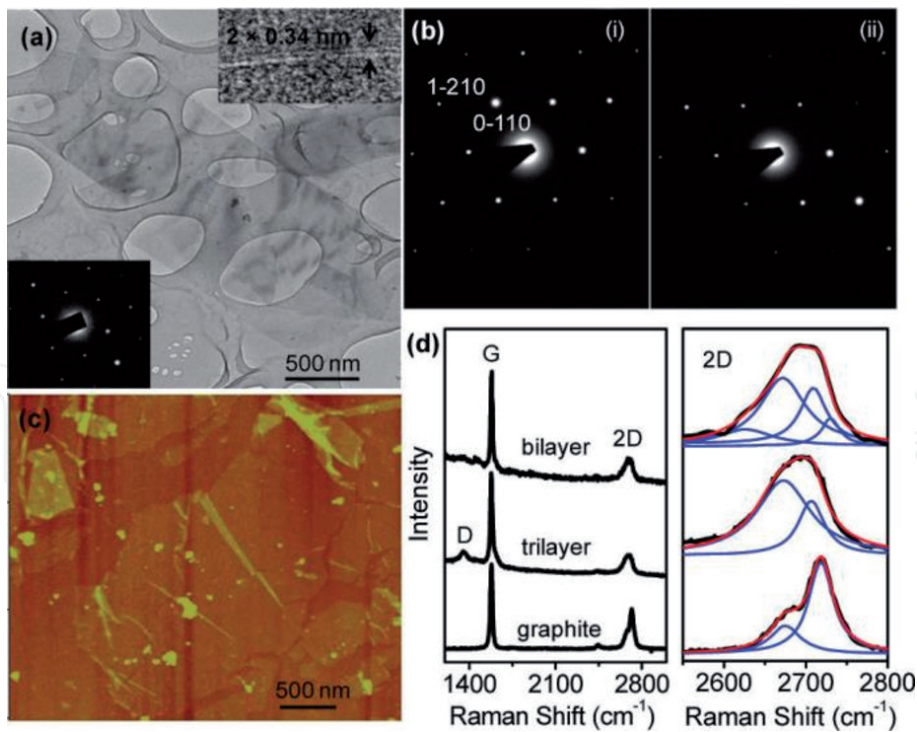 (a)
2 × 0.34 nm
500 nm
(b)
(i)
(ii)
1-210
0-110
(c)
500 nm
(d)
G
2D
bilayer
D
trilayer
graphite
Intensity
1400 2100 2800
Raman Shift (cm-1)
2D
2600 2700 2800
Raman Shift (cm-1)